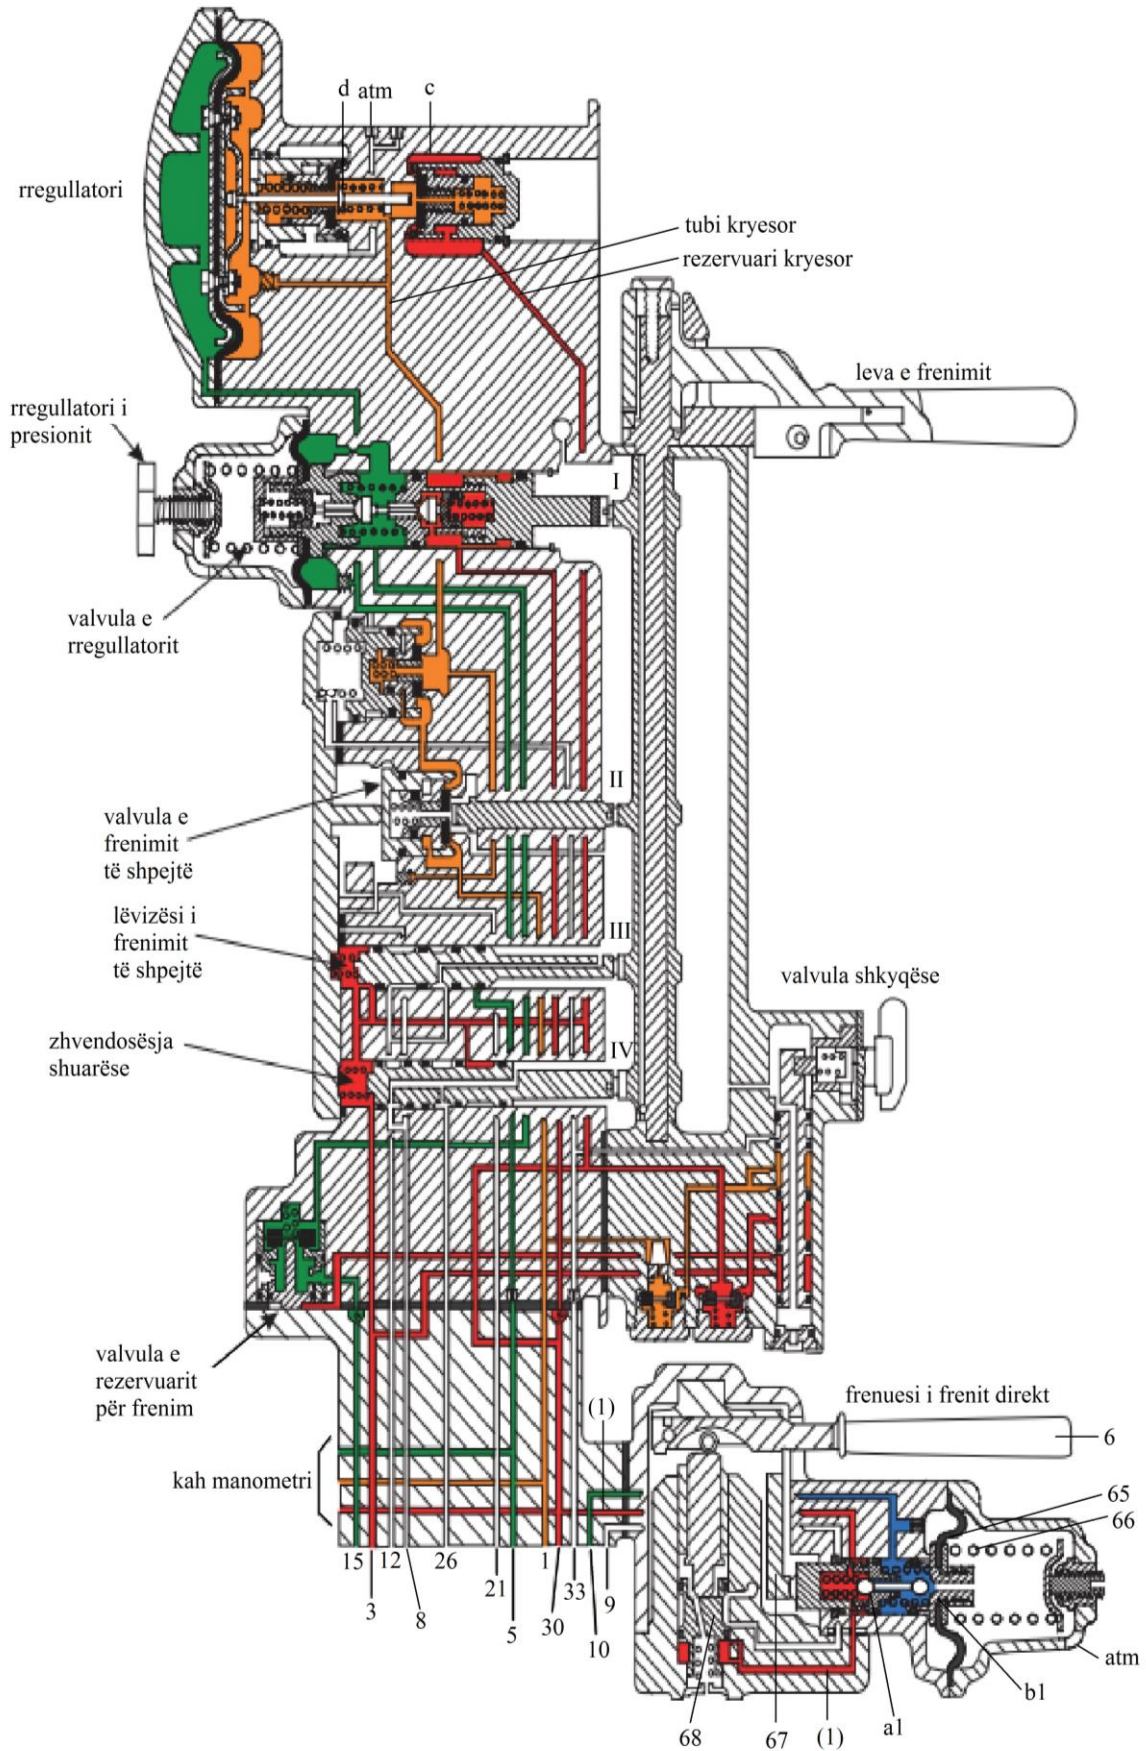 d
atm
c
rregullatori
tubi kryesor
rezervuari kryesor
leva e frenimit
rregullatori i
presionit
I
valvula e
rregullatorit
II
valvula e
frenimit
të shpejtë
lëvizësi i
frenimit
të shpejtë
III
valvula shkyqëse
zhvendosësja
shuarëse
IV
valvula e
rezervuarit
për frenim
frenuesi i frenit direkt
(1)
6
kah manometri
65
66
15
3
12
8
26
21
5
1
30
33
10
9
atm
b1
a1
(1)
67
68